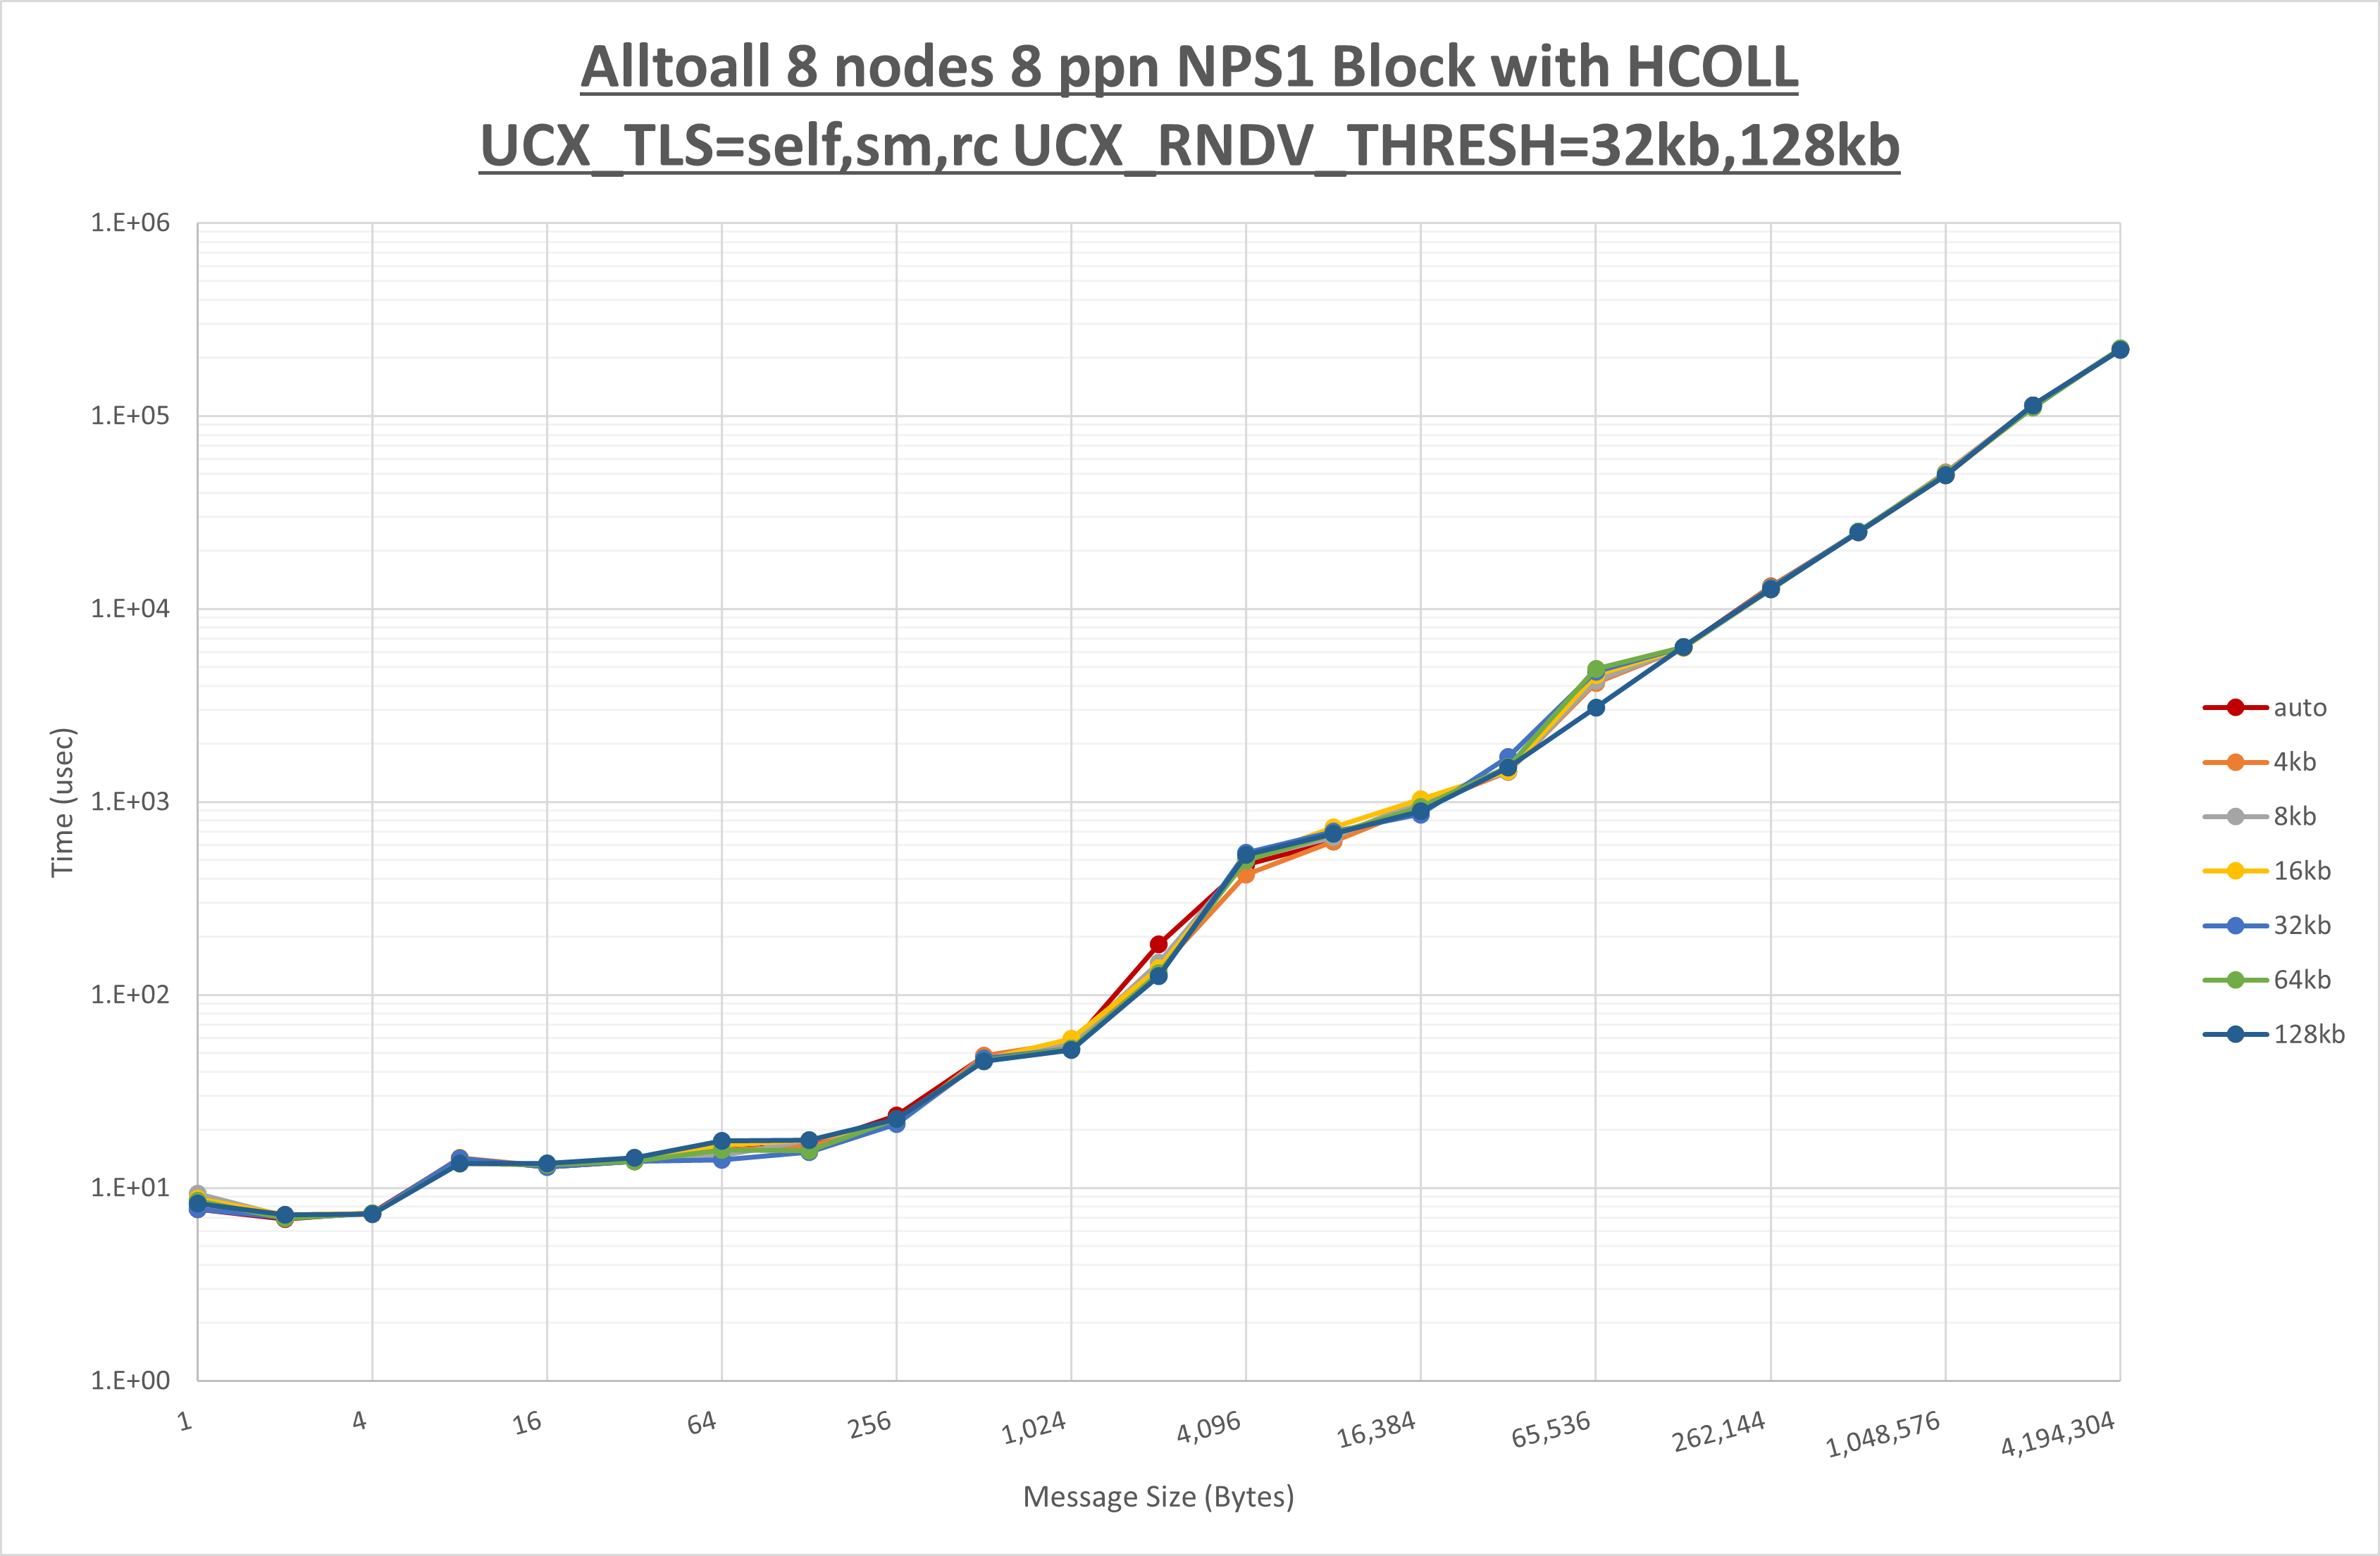 Alltoall 8 nodes 8 ppn NPS1 Block with HCOLL
UCX_TLS=self,sm,rc UCX_RNDV_THRESH=32kb,128kb
1.E+06
1.E+05
1.E+04
1.E+03
1.E+02
1.E+01
1.E+00
Time (usec)
1
4
16
64
256
1,024
4,096
16,384
65,536
262,144
1,048,576
4,194,304
Message Size (Bytes)
auto
4kb
8kb
16kb
32kb
64kb
128kb